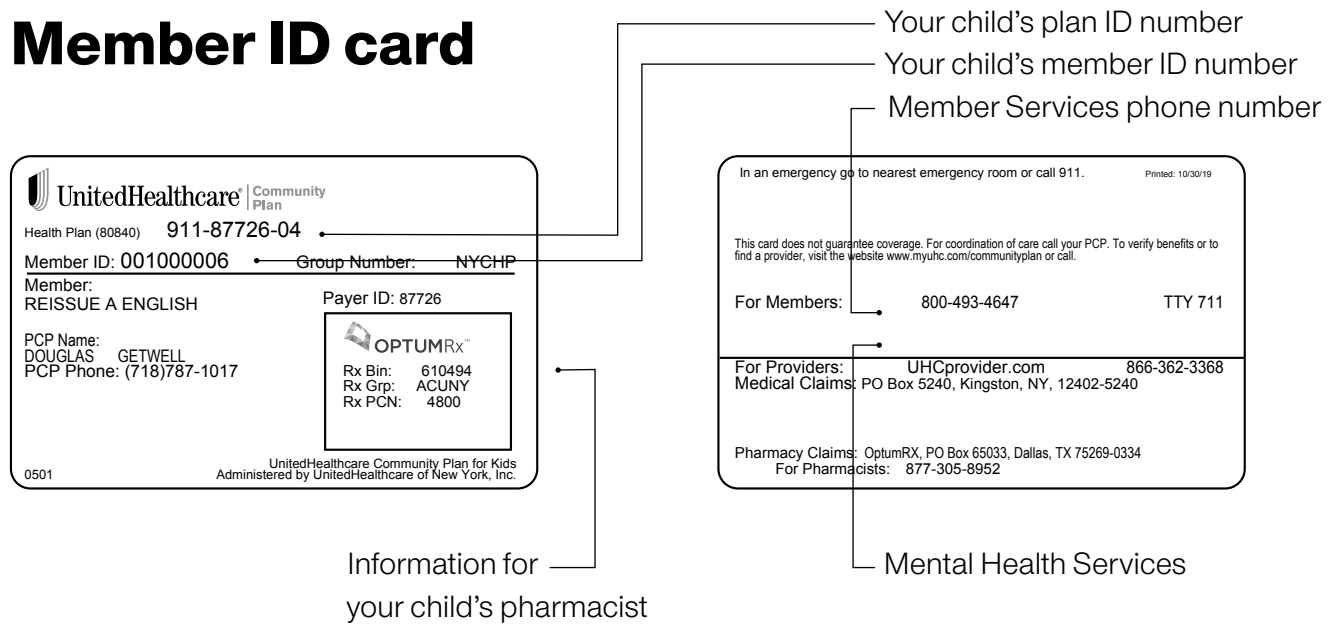 Member ID card
Your child's plan ID number
Your child's member ID number
Member Services phone number
UnitedHealthcare® Community
Plan
Health Plan (80840) 911-87726-04
Member ID: 001000006 Group Number: NYCHP
Member:
REISSUE A ENGLISH
Payer ID: 87726
PCP Name:
DOUGLAS GETWELL
PCP Phone: (718)787-1017
OPTUMRx™
Rx Bin: 610494
Rx Grp: ACUNY
Rx PCN: 4800
UnitedHealthcare Community Plan for Kids
0501 Administered by UnitedHealthcare of New York, Inc.
In an emergency go to nearest emergency room or call 911. Printed: 10/30/19
This card does not guarantee coverage. For coordination of care call your PCP. To verify benefits or to
find a provider, visit the website www.myuhc.com/communityplan or call.
For Members: 800-493-4647 TTY 711
For Providers: UHCprovider.com 866-362-3368
Medical Claims: PO Box 5240, Kingston, NY, 12402-5240
Pharmacy Claims: OptumRX, PO Box 65033, Dallas, TX 75269-0334
For Pharmacists: 877-305-8952
Information for
your child's pharmacist
Mental Health Services